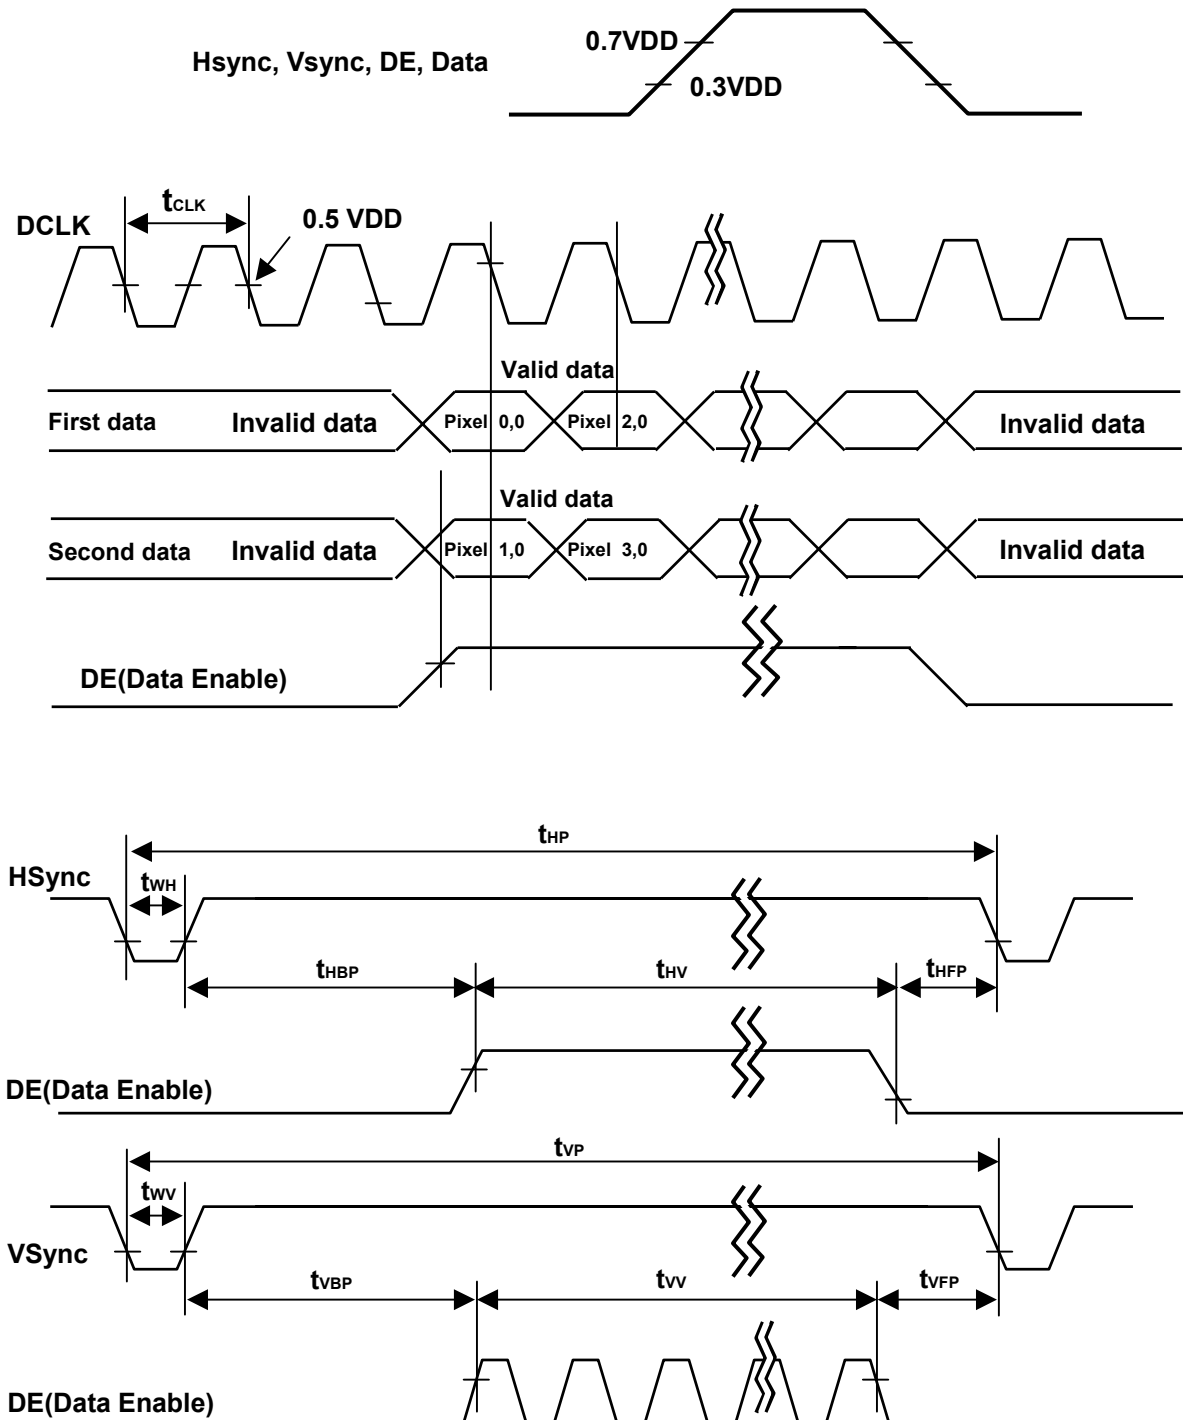 0.7VDD
Hsync, Vsync, DE, Data
0.3VDD
tCLK
DCLK
0.5 VDD
Valid data
First data Invalid data Pixel 0,0 Pixel 2,0 Invalid data
Valid data
Second data Invalid data Pixel 1,0 Pixel 3,0 Invalid data
DE(Data Enable)
tHP
HSync
tWH
tHBP tHV tHFP
DE(Data Enable)
tVP
tWV
VSync
tVBP tVV tVFP
DE(Data Enable)